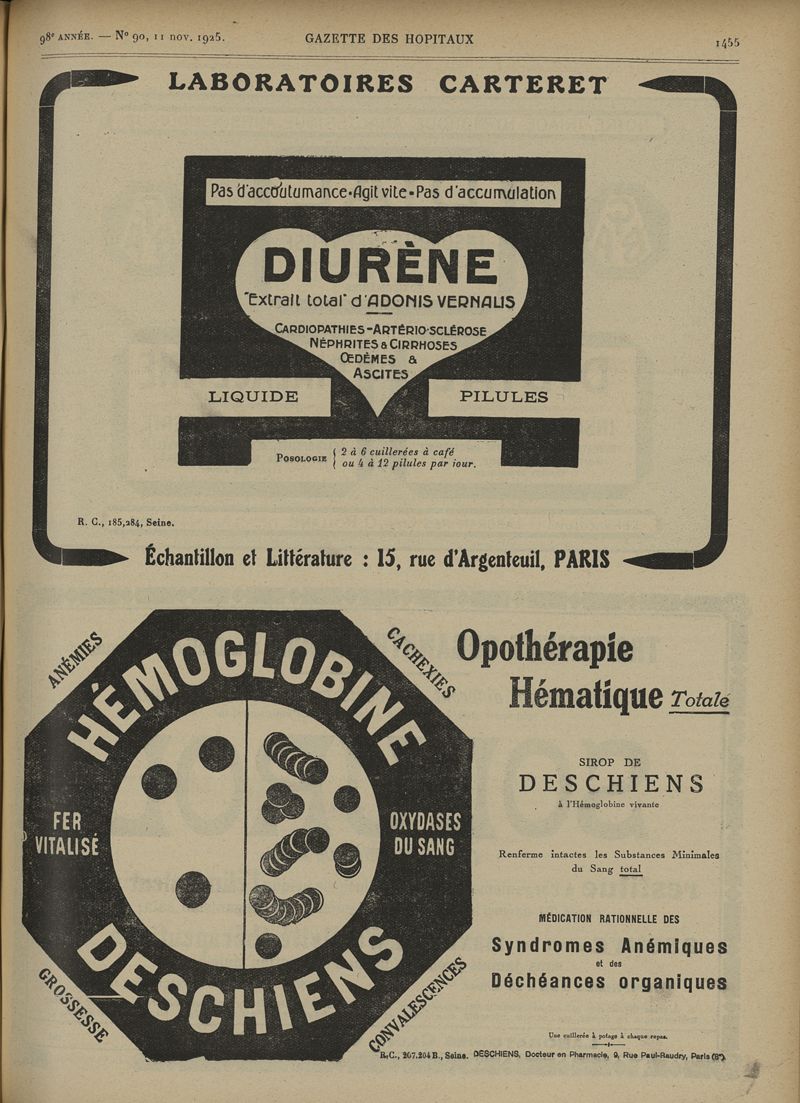 98e ANNÉE. — No 90, 11 nov. 1925.
GAZETTE DES HOPITAUX
1455
LABORATOIRES CARTERET
Pas d'accoutumance-Agit vite-Pas d'accumulation
DIURÈNE
"Extrait total" d'ADONIS VERNALIS
CARDIOPATHIES-ARTÉRIO-SCLÉROSE
NÉPHRITES & CIRRHOSES
ŒDÈMES &
ASCITES
LIQUIDE
PILULES
POSOLOGIE { 2 à 6 cuillerées à café
ou 4 à 12 pilules par jour.
R. C., 185,284, Seine.
Échantillon et Littérature : 15, rue d'Argenteuil, PARIS
ANÉMIES
CACHEXIES
HÉMOGLOBINE
FER
VITALISÉ
OXYDASES
DU SANG
DESCHIENS
GROSSESSE
CONVALESCENCES
Opothérapie
Hématique Totale
SIROP DE
DESCHIENS
à l'Hémoglobine vivante
Renferme intactes les Substances Minimales
du Sang total
MÉDICATION RATIONNELLE DES
Syndromes Anémiques
et des
Déchéances organiques
Une cuillerée à potage à chaque repas.
R.C., 207.204 B., Seine. DESCHIENS, Docteur en Pharmacie, 9, Rue Paul-Baudry, Paris (8e).